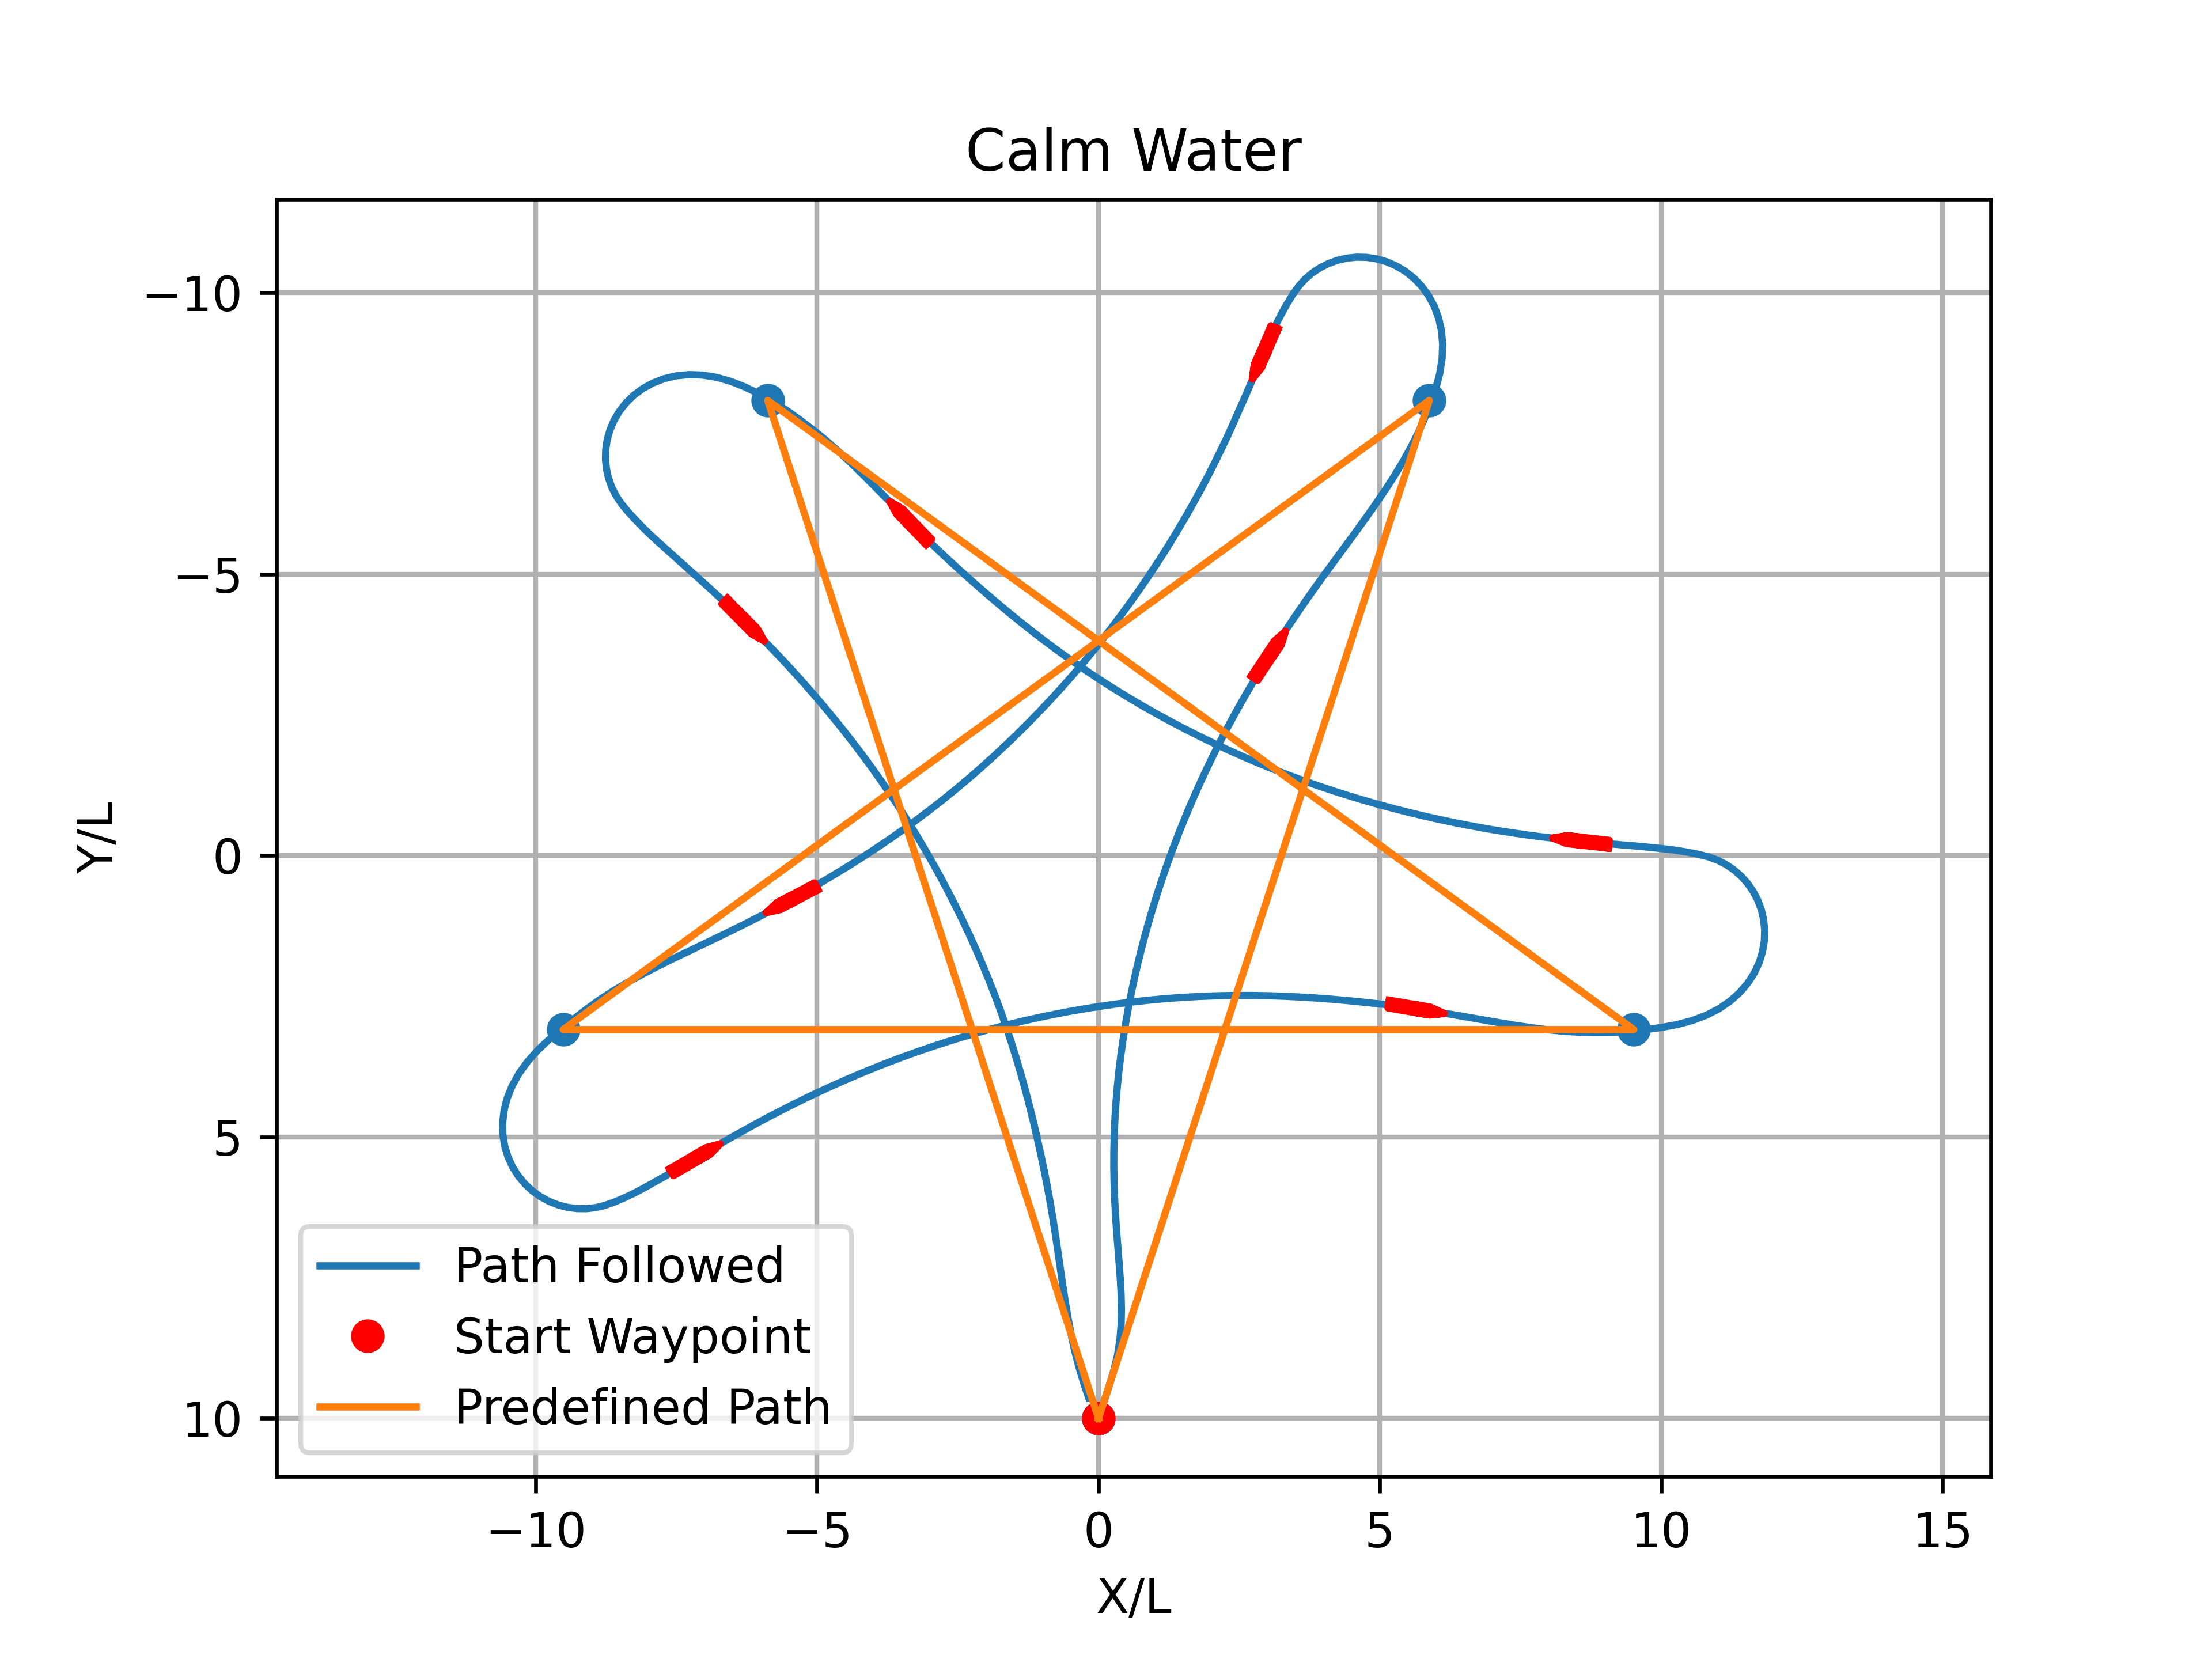 Calm Water
−10
−5
0
5
10
Y/L
Path Followed
Start Waypoint
Predefined Path
−10
−5
0
5
10
15
X/L